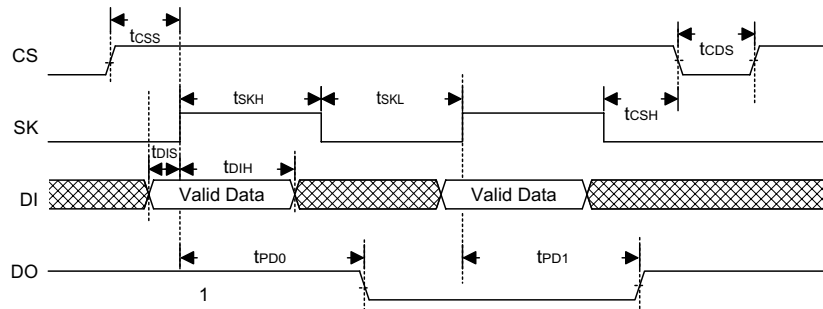 tCSS
tCDS
CS
tSKH
tSKL
tCSH
SK
tDIS
tDIH
DI
Valid Data
Valid Data
tPD0
tPD1
DO
1